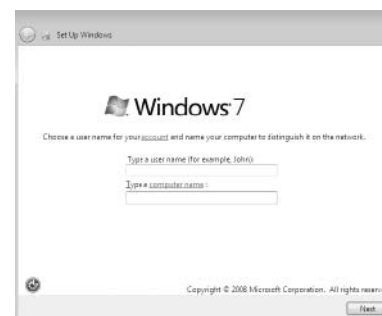 Set Up Windows
Windows 7
Choose a user name for your account and name your computer to distinguish it on the network.
Type a user name (for example, John):
Type a computer name :
Copyright © 2008 Microsoft Corporation. All rights reserv
Next